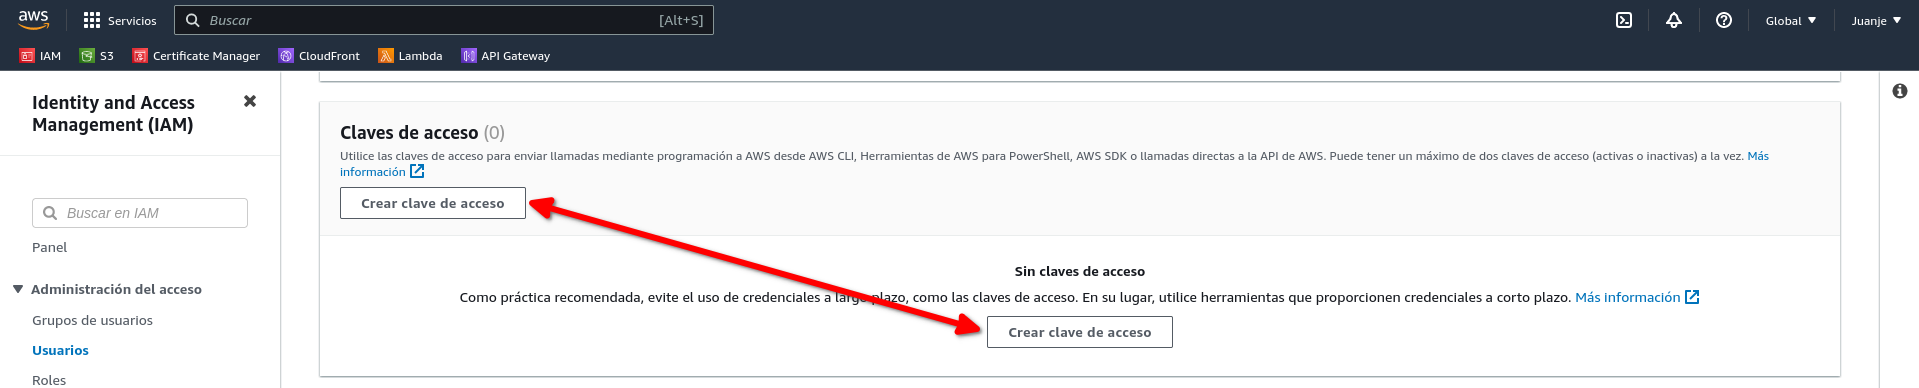 aws
Servicios
Buscar
[Alt+S]
Global
Juanje
IAM
S3
Certificate Manager
CloudFront
Lambda
API Gateway
Identity and Access
Management (IAM)
Buscar en IAM
Panel
Administración del acceso
Grupos de usuarios
Usuarios
Roles
Claves de acceso (0)
Utilice las claves de acceso para enviar llamadas mediante programación a AWS desde AWS CLI, Herramientas de AWS para PowerShell, AWS SDK o llamadas directas a la API de AWS. Puede tener un máximo de dos claves de acceso (activas o inactivas) a la vez. Más
información
Crear clave de acceso
Sin claves de acceso
Como práctica recomendada, evite el uso de credenciales a largo plazo, como las claves de acceso. En su lugar, utilice herramientas que proporcionen credenciales a corto plazo. Más información
Crear clave de acceso